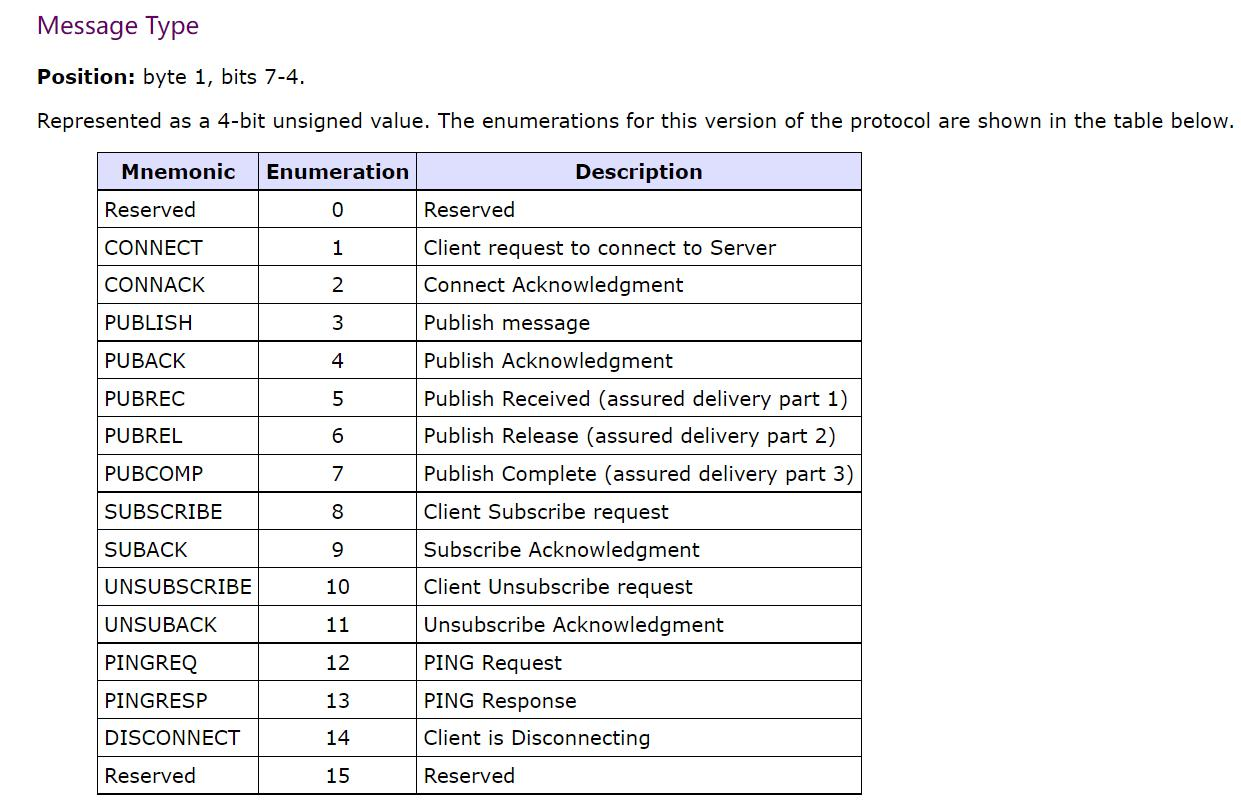 Message Type
Position: byte 1, bits 7-4.
Represented as a 4-bit unsigned value. The enumerations for this version of the protocol are shown in the table below.
Mnemonic Enumeration Description
Reserved 0 Reserved
CONNECT 1 Client request to connect to Server
CONNACK 2 Connect Acknowledgment
PUBLISH 3 Publish message
PUBACK 4 Publish Acknowledgment
PUBREC 5 Publish Received (assured delivery part 1)
PUBREL 6 Publish Release (assured delivery part 2)
PUBCOMP 7 Publish Complete (assured delivery part 3)
SUBSCRIBE 8 Client Subscribe request
SUBACK 9 Subscribe Acknowledgment
UNSUBSCRIBE 10 Client Unsubscribe request
UNSUBACK 11 Unsubscribe Acknowledgment
PINGREQ 12 PING Request
PINGRESP 13 PING Response
DISCONNECT 14 Client is Disconnecting
Reserved 15 Reserved